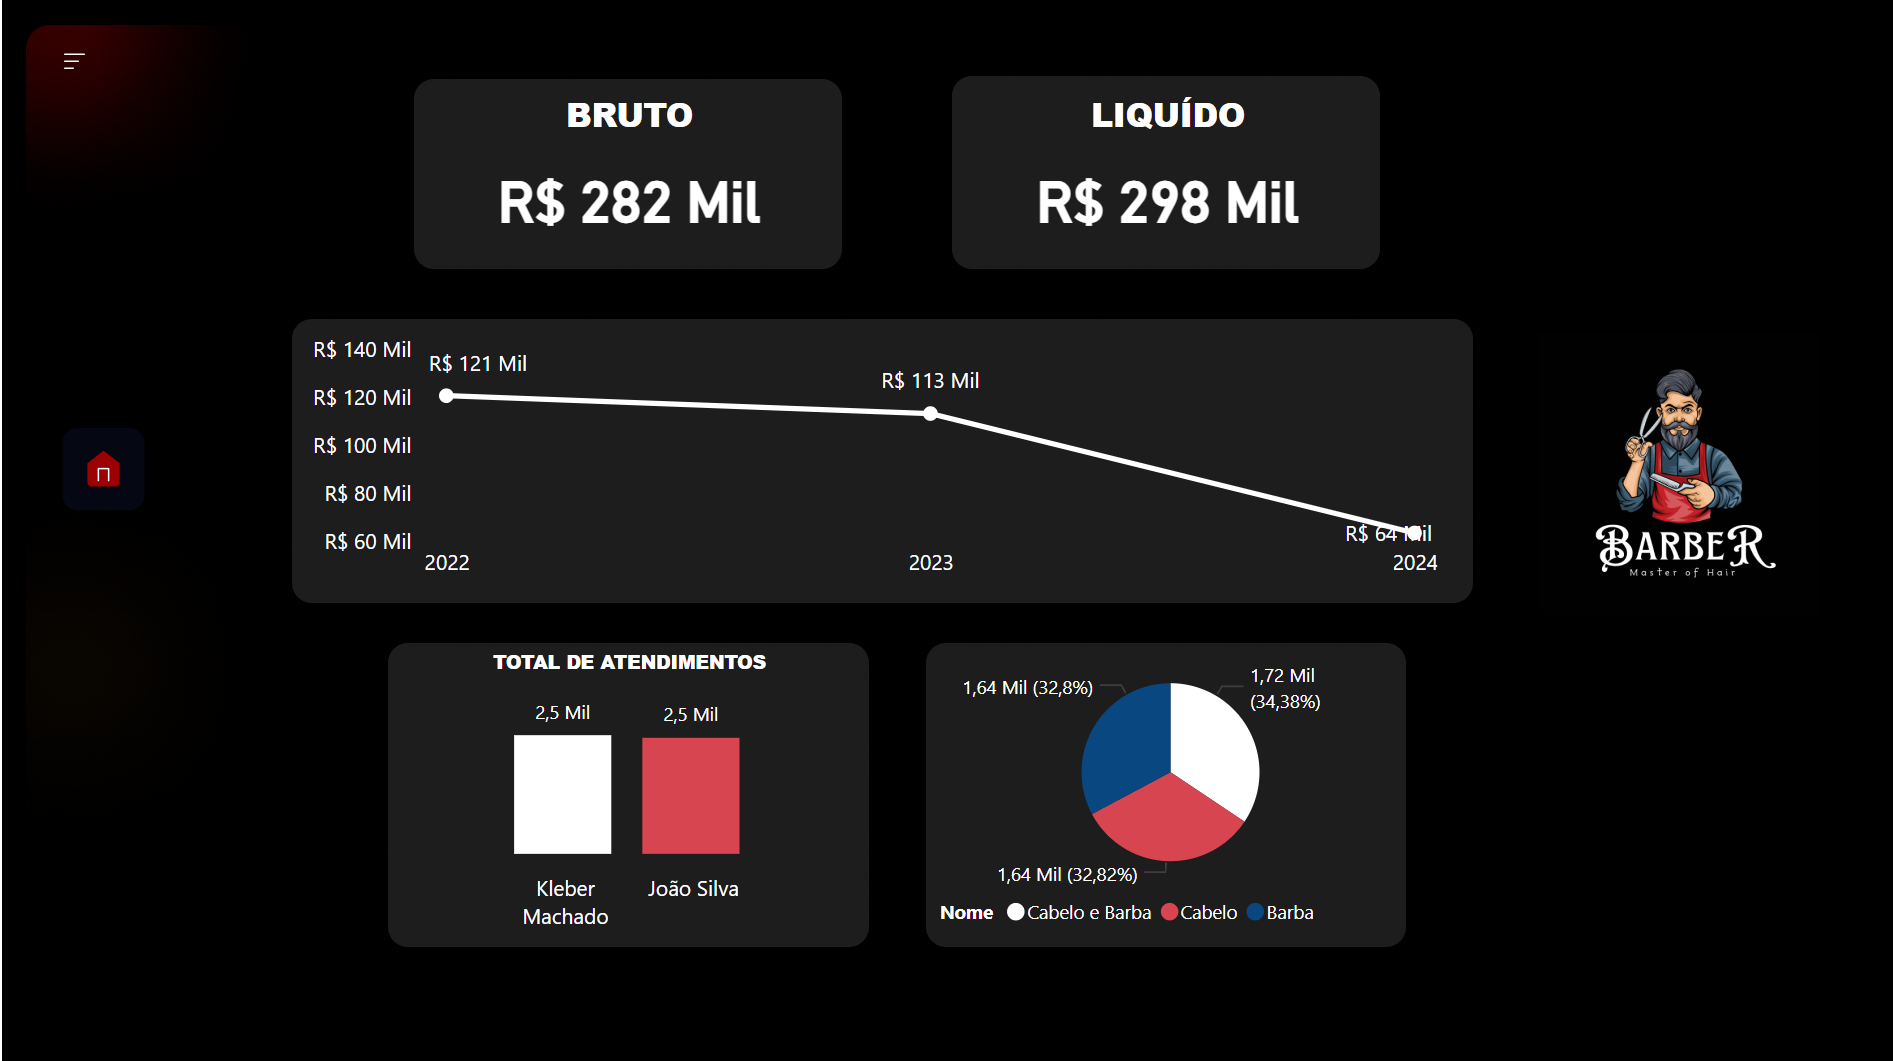 BRUTO
R$ 282 Mil
LIQUÍDO
R$ 298 Mil
R$ 140 Mil
R$ 120 Mil
R$ 100 Mil
R$ 80 Mil
R$ 60 Mil
R$ 121 Mil
R$ 113 Mil
R$ 64 Mil
2022
2023
2024
BARBER
Master of Hair
TOTAL DE ATENDIMENTOS
2,5 Mil
2,5 Mil
Kleber
Machado
João Silva
1,64 Mil (32,8%)
1,72 Mil
(34,38%)
1,64 Mil (32,82%)
Nome Cabelo e Barba Cabelo Barba